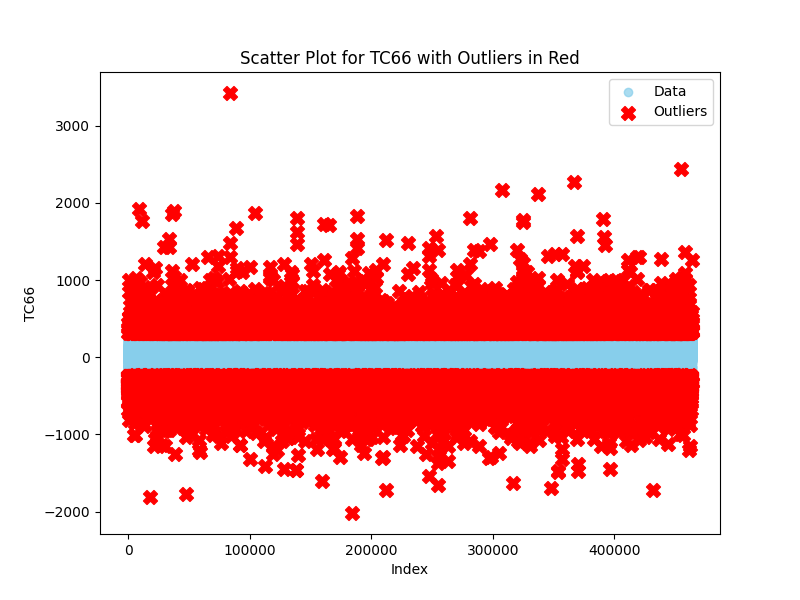 Scatter Plot for TC66 with Outliers in Red
Data
Outliers
3000
2000
1000
0
−1000
−2000
TC66
0 100000 200000 300000 400000
Index